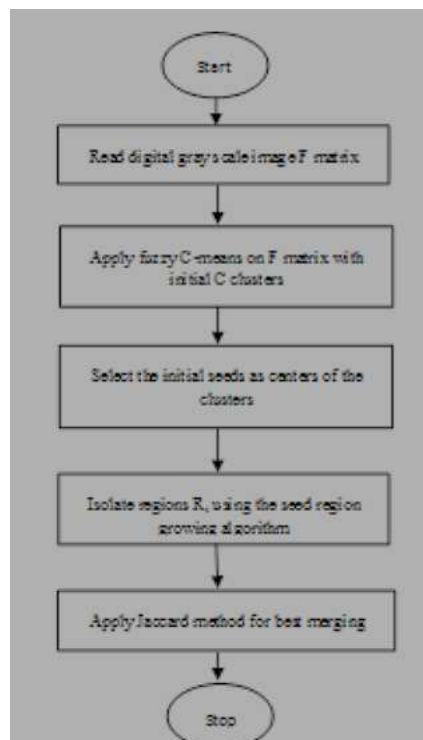 Start
Read digital gray scale image F matrix
Apply fuzzy C-means on F matrix with
initial C clusters
Select the initial seeds as centers of the
clusters
Isolate regions R, using the seed region
growing algorithm
Apply Jaccard method for best merging
Stop